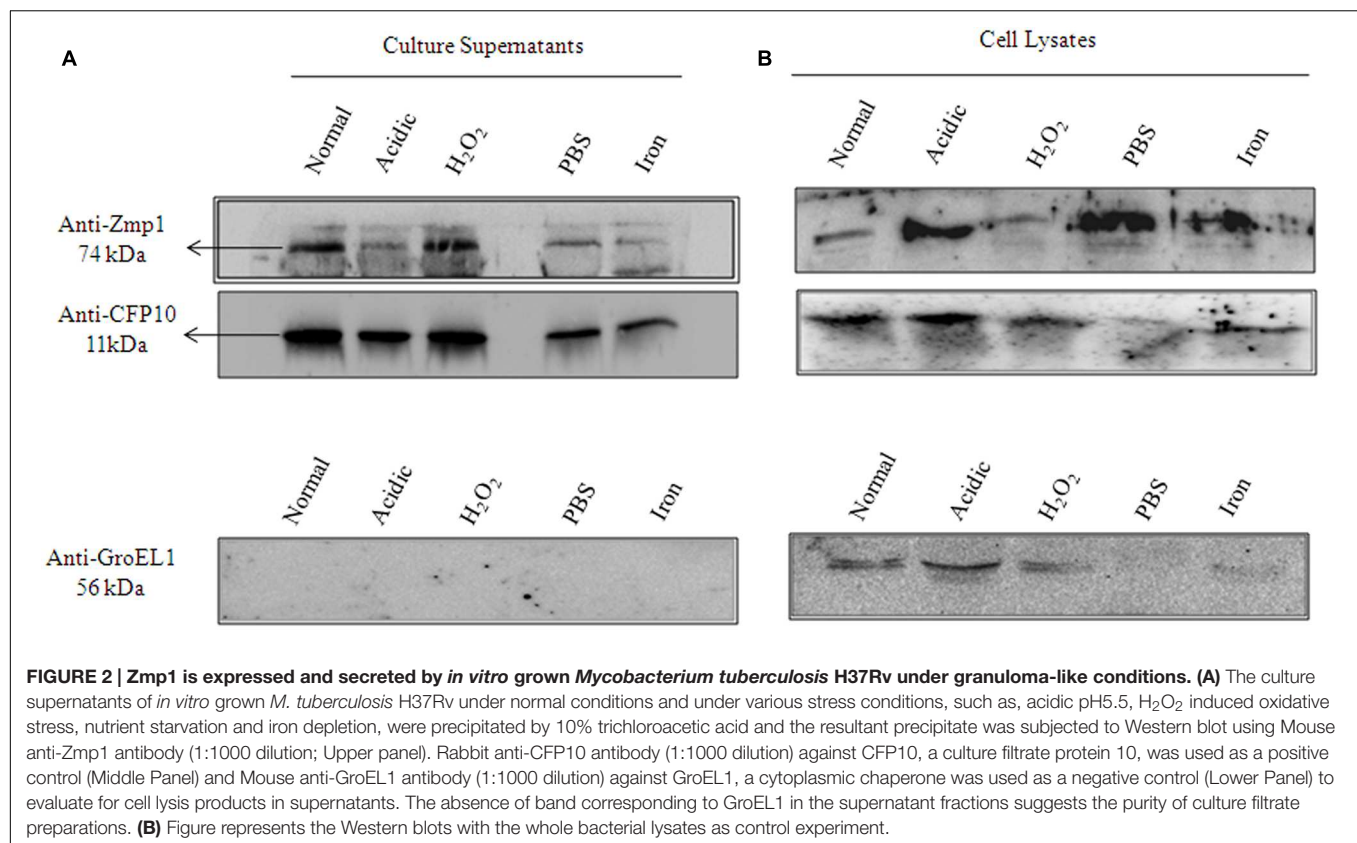 Culture Supernatants
Cell Lysates
A
B
Normal
Acidic
H₂O₂
PBS
Iron
Normal
Acidic
H₂O₂
PBS
Iron
Anti-Zmp1
74 kDa
Anti-CFP10
11kDa
Normal
Acidic
H₂O₂
PBS
Iron
Normal
Acidic
H₂O₂
PBS
Iron
Anti-GroEL1
56 kDa
FIGURE 2 | Zmp1 is expressed and secreted by in vitro grown Mycobacterium tuberculosis H37Rv under granuloma-like conditions. (A) The culture
supernatants of in vitro grown M. tuberculosis H37Rv under normal conditions and under various stress conditions, such as, acidic pH5.5, H₂O₂ induced oxidative
stress, nutrient starvation and iron depletion, were precipitated by 10% trichloroacetic acid and the resultant precipitate was subjected to Western blot using Mouse
anti-Zmp1 antibody (1:1000 dilution; Upper panel). Rabbit anti-CFP10 antibody (1:1000 dilution) against CFP10, a culture filtrate protein 10, was used as a positive
control (Middle Panel) and Mouse anti-GroEL1 antibody (1:1000 dilution) against GroEL1, a cytoplasmic chaperone was used as a negative control (Lower Panel) to
evaluate for cell lysis products in supernatants. The absence of band corresponding to GroEL1 in the supernatant fractions suggests the purity of culture filtrate
preparations. (B) Figure represents the Western blots with the whole bacterial lysates as control experiment.